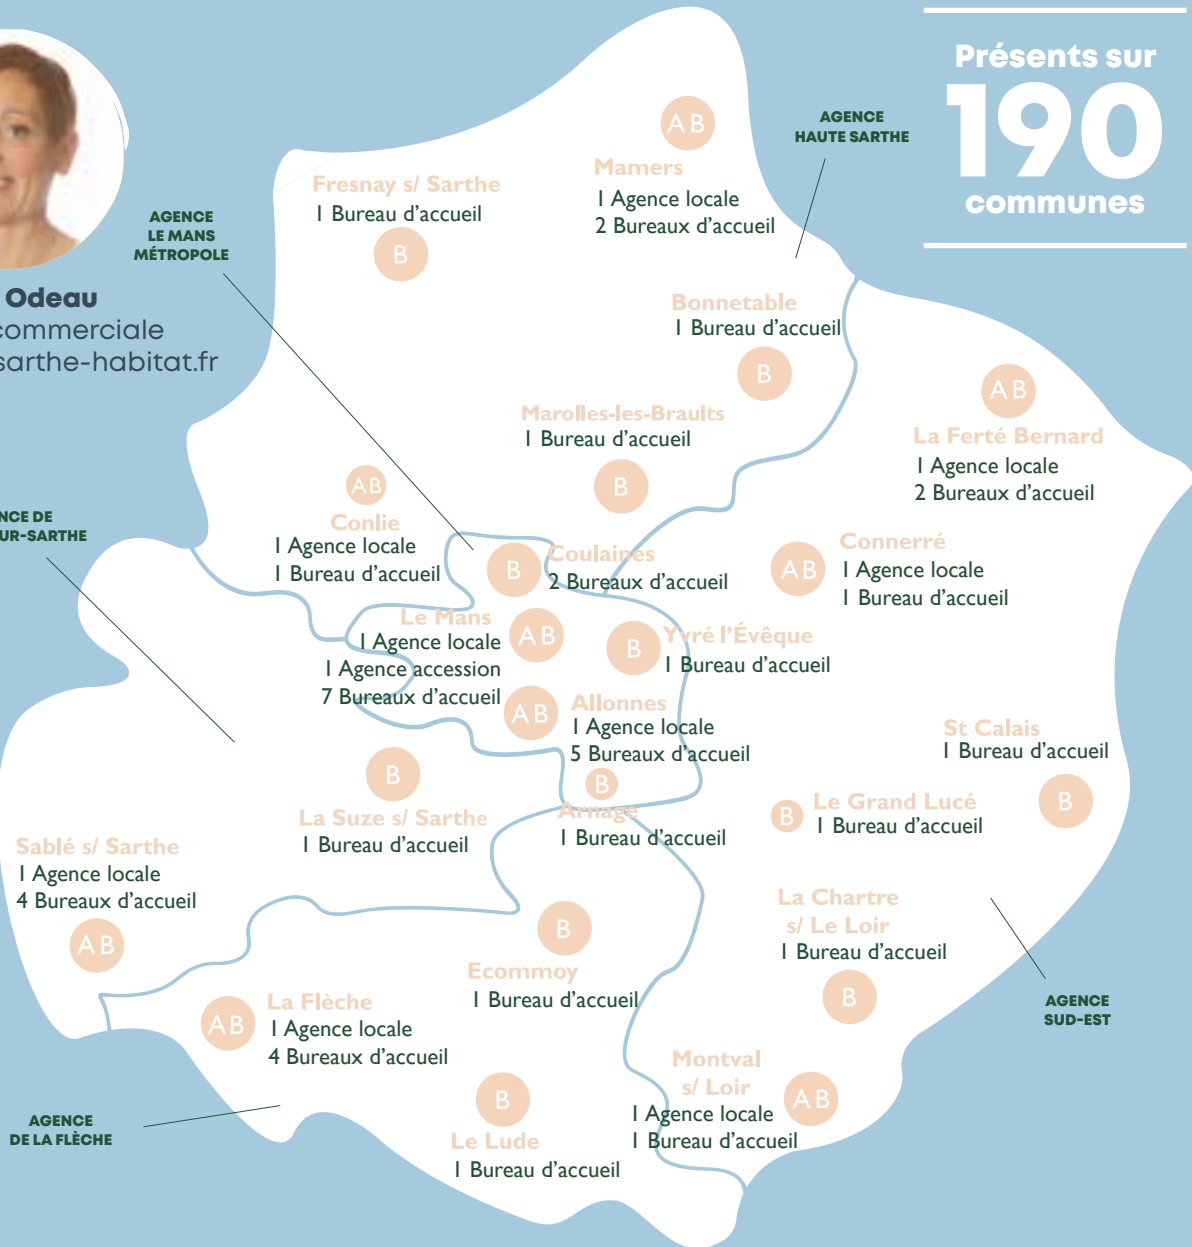 Présents sur
190
communes
AGENCE
HAUTE SARTHE
AB
Mamers
1 Agence locale
2 Bureaux d'accueil
Fresnay s/ Sarthe
1 Bureau d'accueil
B
AGENCE
LE MANS
MÉTROPOLE
Odeau
commerciale
sarthe-habitat.fr
Bonnetable
1 Bureau d'accueil
B
AB
La Ferté Bernard
1 Agence locale
2 Bureaux d'accueil
Marolles-les-Braults
1 Bureau d'accueil
B
AB
Conlie
1 Agence locale
1 Bureau d'accueil
NCE DE
UR-SARTHE
B
Coulaines
2 Bureaux d'accueil
AB
Connerré
1 Agence locale
1 Bureau d'accueil
Le Mans
1 Agence locale
1 Agence accession
7 Bureaux d'accueil
AB
B
Yvré l'Évêque
1 Bureau d'accueil
AB
Allonnes
1 Agence locale
5 Bureaux d'accueil
St Calais
1 Bureau d'accueil
B
B
La Suze s/ Sarthe
1 Bureau d'accueil
B
Arnage
1 Bureau d'accueil
B
Le Grand Lucé
1 Bureau d'accueil
Sablé s/ Sarthe
1 Agence locale
4 Bureaux d'accueil
AB
La Chartre
s/ Le Loir
1 Bureau d'accueil
B
B
Ecommoy
1 Bureau d'accueil
AB
La Flèche
1 Agence locale
4 Bureaux d'accueil
AGENCE
SUD-EST
Montval
s/ Loir
1 Agence locale
1 Bureau d'accueil
AB
B
Le Lude
1 Bureau d'accueil
AGENCE
DE LA FLÈCHE